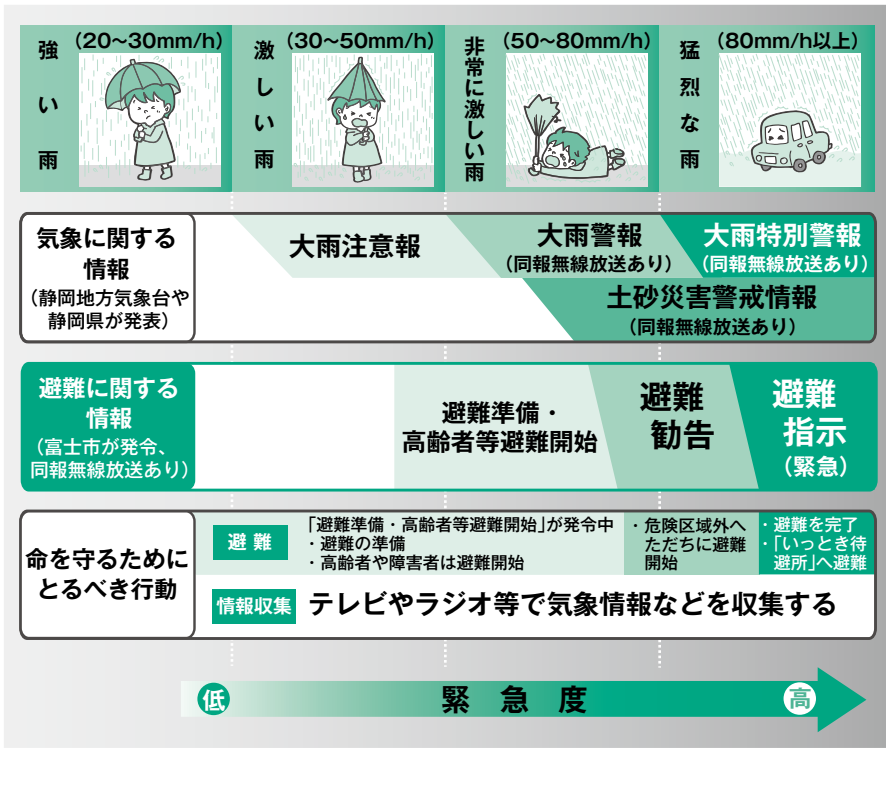 強い雨
(20～30mm/h)
激しい雨
(30～50mm/h)
非常に激しい雨
(50～80mm/h)
猛烈な雨
(80mm/h以上)
気象に関する
情報
(静岡地方気象台や
静岡県が発表)
大雨注意報
大雨警報
(同報無線放送あり)
大雨特別警報
(同報無線放送あり)
土砂災害警戒情報
(同報無線放送あり)
避難に関する
情報
(富士市が発令、
同報無線放送あり)
避難準備・
高齢者等避難開始
避難
勧告
避難
指示
(緊急)
命を守るために
とるべき行動
避難
「避難準備・高齢者等避難開始」が発令中
・避難の準備
・高齢者や障害者は避難開始
・危険区域外へ
ただちに避難
開始
・避難を完了
・「いっとき待
避所」へ避難
情報収集
テレビやラジオ等で気象情報などを収集する
低
緊急度
高